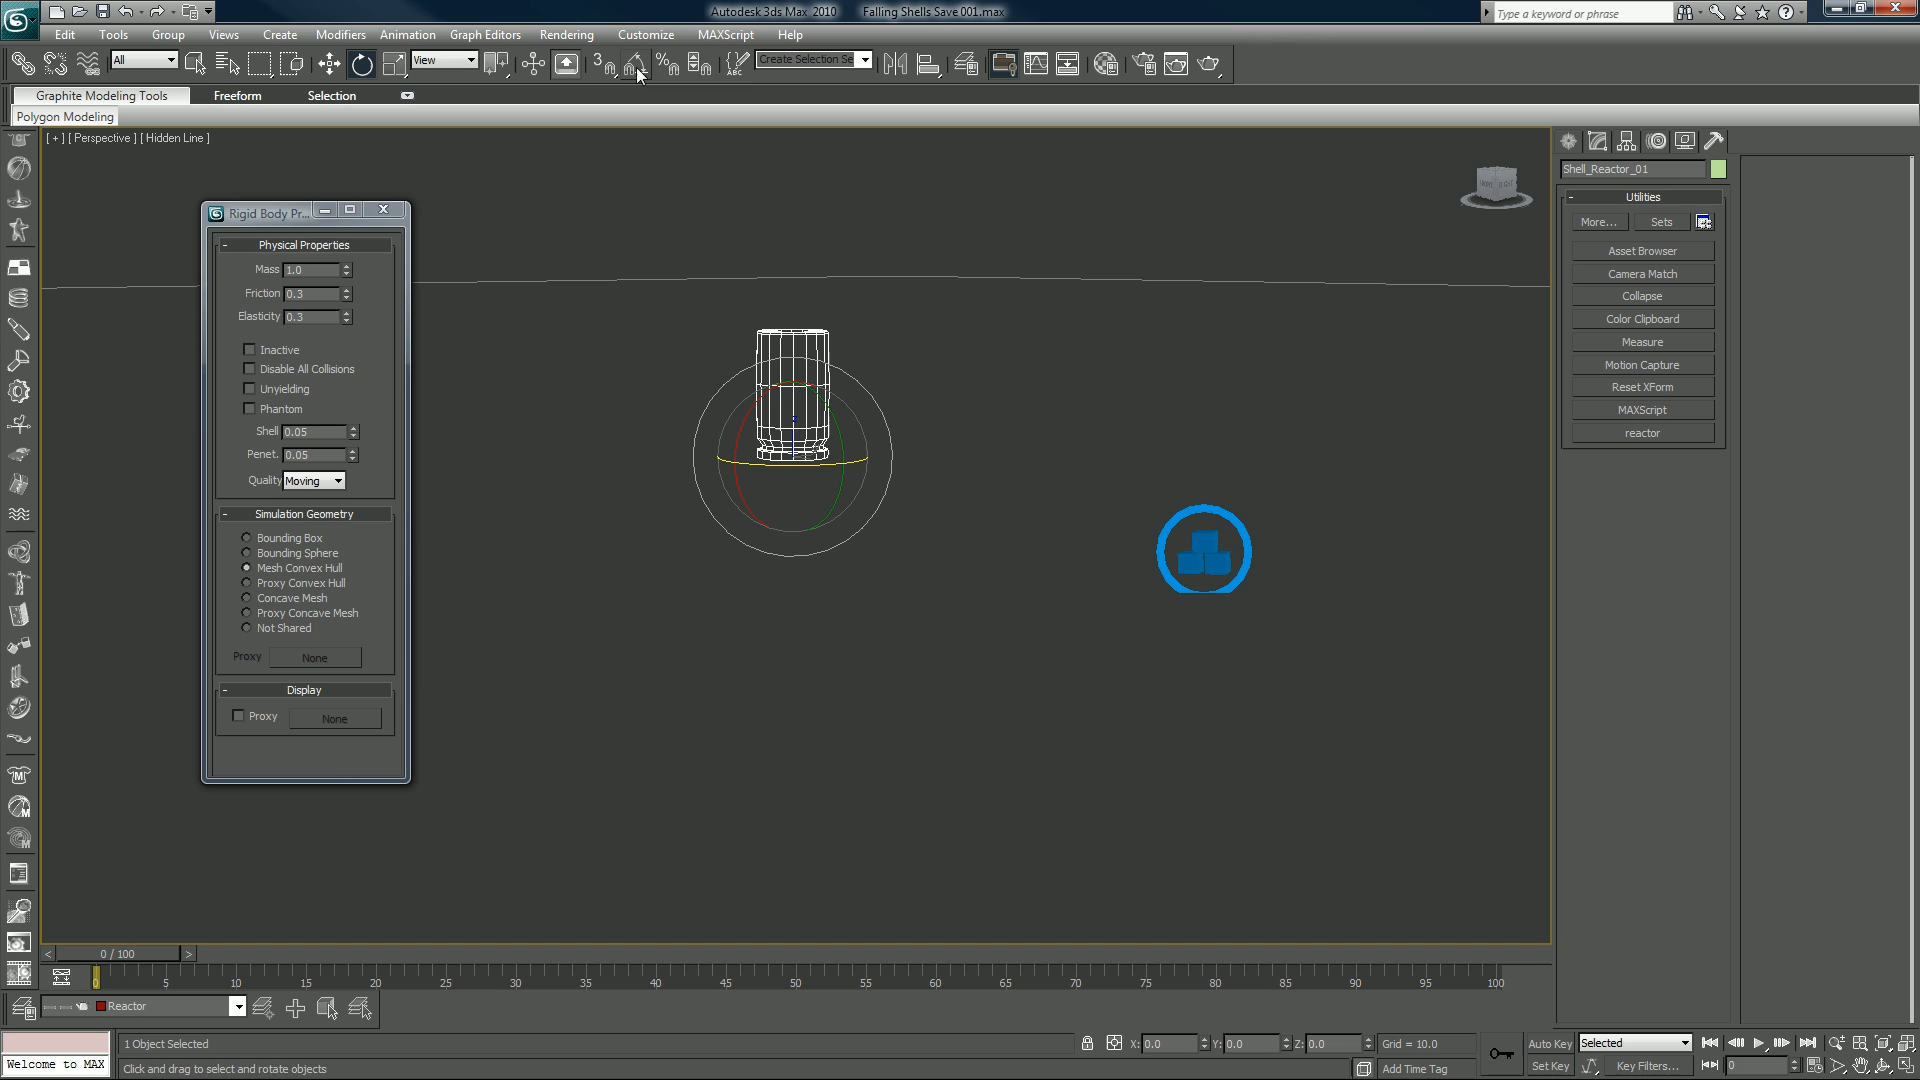 Autodesk 3ds Max 2010 Falling Shells Save 001.max
Type a keyword or phrase
Edit Tools Group Views Create Modifiers Animation Graph Editors Rendering Customize MAXScript Help
All View 3 % ABC Create Selection Se
Graphite Modeling Tools Freeform Selection
Polygon Modeling
[ + ] [ Perspective ] [ Hidden Line ]
Shell_Reactor_01
- Utilities
More... Sets
Asset Browser
Camera Match
Collapse
Color Clipboard
Measure
Motion Capture
Reset XForm
MAXScript
reactor
Rigid Body Pr...
- Physical Properties
Mass 1.0
Friction 0.3
Elasticity 0.3
Inactive
Disable All Collisions
Unyielding
Phantom
Shell 0.05
Penet. 0.05
Quality Moving
- Simulation Geometry
Bounding Box
Bounding Sphere
Mesh Convex Hull
Proxy Convex Hull
Concave Mesh
Proxy Concave Mesh
Not Shared
Proxy None
- Display
Proxy None
< 0 / 100 >
0 5 10 15 20 25 30 35 40 45 50 55 60 65 70 75 80 85 90 95 100
Reactor
1 Object Selected X: 0.0 Y: 0.0 Z: 0.0 Grid = 10.0 Auto Key Selected
Welcome to MAX Click and drag to select and rotate objects Add Time Tag Set Key Key Filters... 0